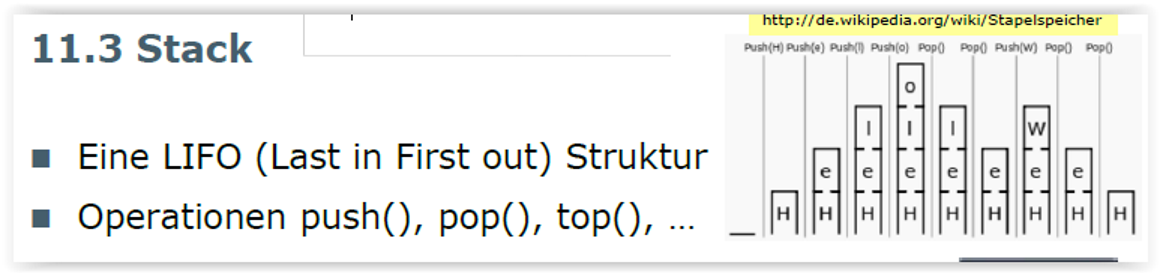 http://de.wikipedia.org/wiki/Stapelspeicher
11.3 Stack
Push(H) Push(e) Push(l) Push(o) Pop() Pop() Push(W) Pop() Pop()
o
l l l W
e e e e e e e
H H H H H H H H H
■ Eine LIFO (Last in First out) Struktur
■ Operationen push(), pop(), top(), ...